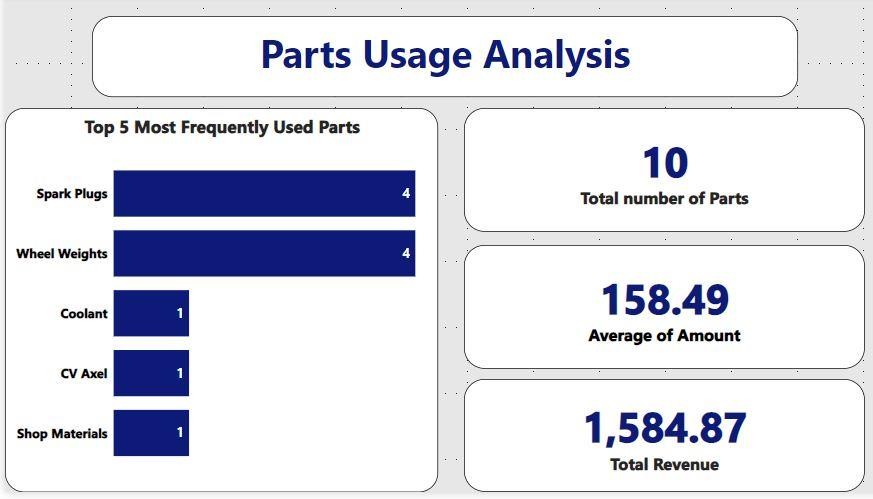 Parts Usage Analysis
Top 5 Most Frequently Used Parts
Spark Plugs 4
Wheel Weights 4
Coolant 1
CV Axel 1
Shop Materials 1
10
Total number of Parts
158.49
Average of Amount
1,584.87
Total Revenue